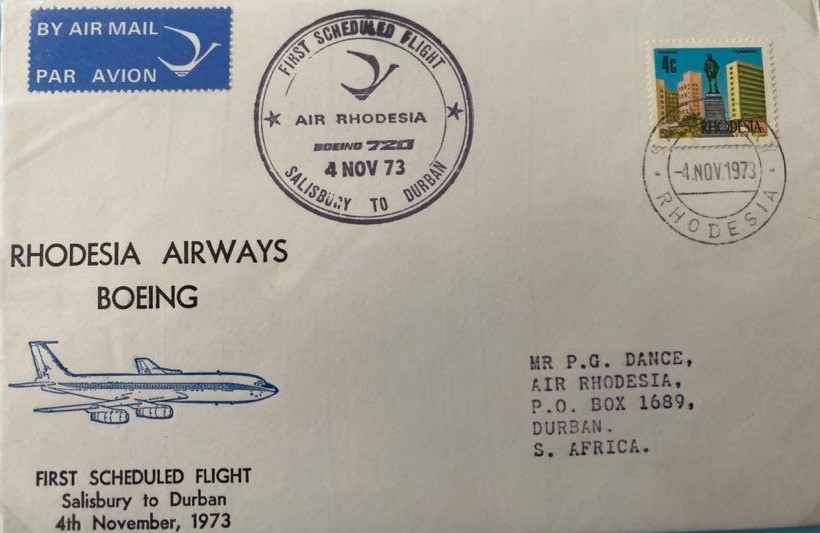 BY AIR MAIL
PAR AVION
FIRST SCHEDULED FLIGHT
AIR RHODESIA
BOEING 720
4 NOV 73
SALISBURY TO DURBAN
4c
RHODESIA
-4.NOV.1973
RHODESIA
RHODESIA AIRWAYS
BOEING
FIRST SCHEDULED FLIGHT
Salisbury to Durban
4th November, 1973
MR P.G. DANCE,
AIR RHODESIA,
P.O. BOX 1689,
DURBAN.
S. AFRICA.